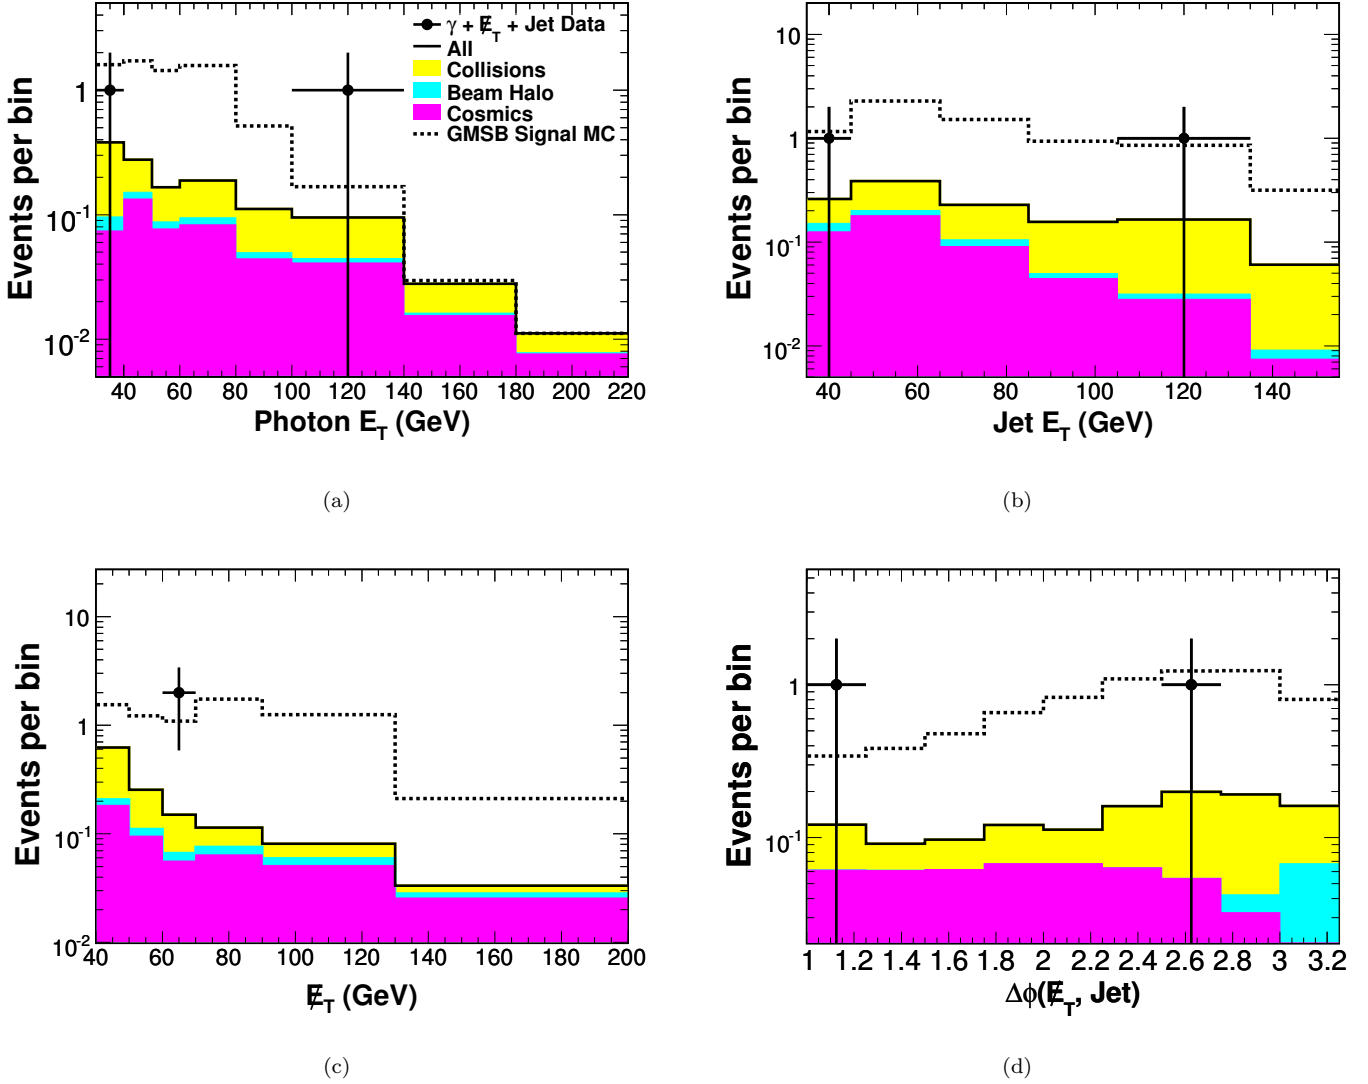 γ + E̸_T + Jet Data
All
Collisions
Beam Halo
Cosmics
GMSB Signal MC
Events per bin
1
10^-1
10^-2
40 60 80 100 120 140 160 180 200 220
Photon E_T (GeV)
(a)
Events per bin
10
1
10^-1
10^-2
40 60 80 100 120 140
Jet E_T (GeV)
(b)
Events per bin
10
1
10^-1
10^-2
40 60 80 100 120 140 160 180 200
E̸_T (GeV)
(c)
Events per bin
1
10^-1
1 1.2 1.4 1.6 1.8 2 2.2 2.4 2.6 2.8 3 3.2
Δϕ(E̸_T, Jet)
(d)